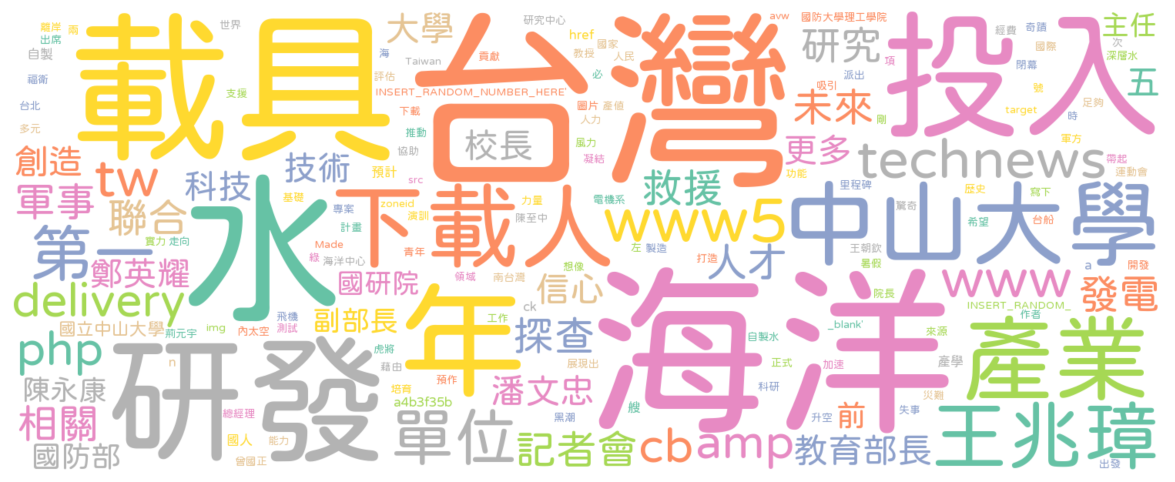 載具
台灣
投入
水
下載人
海洋
研發
年
中山大學
產業
王兆璋
technews
www5
www
delivery
php
tw
第一
大學
研究
主任
五
未來
更多
發電
人才
救援
校長
技術
科技
創造
軍事
聯合
鄭英耀
國研院
信心
副部長
探查
潘文忠
陳永康
相關
國防部
單位
記者會
cb
amp
教育部長
前
國立中山大學
離岸
兩
世界
出席
自製
福衛
台北
多元
支援
海
評估
Taiwan
研究中心
貢獻
href
國家
教授
人民
必
avw
國防大學理工學院
經費
奇蹟
項
國際
次
閉幕
深層水
派出
吸引
INSERT_RANDOM_NUMBER_HERE'
下載
圖片
產值
人力
推動
協助
風力
凝結
預計
src
剛
號
target
時
足夠
軍方
帶起
運動會
功能
基礎
專案
zoneid
演訓
力量
陳至中
電機系
計畫
實力
走向
Made
綠
青年
海洋中心
領域
南台灣
想像
左
製造
打造
里程碑
驚奇
王朝欽
暑假
歷史
希望
寫下
台船
a
開發
院長
INSERT_RANDOM_
作者
_blank'
來源
自製水
正式
加速
產學
科研
升空
失事
災難
出發
ck
工作
飛機
測試
內太空
荊元宇
img
n
虎將
藉由
預作
培育
a4b3f35b
展現出
黑潮
艘
總經理
國人
能力
曾國正